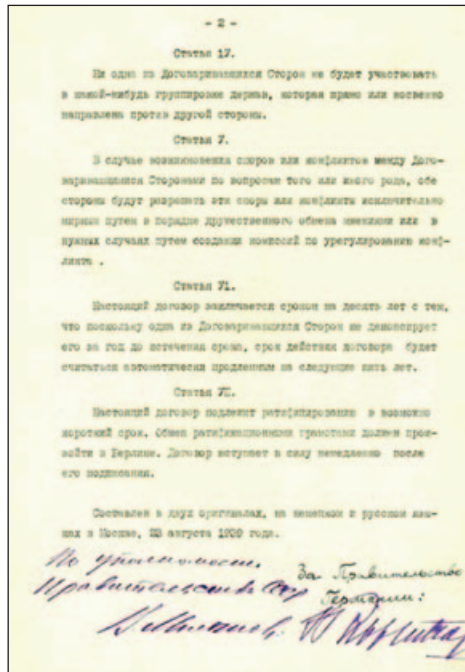 - 2 -
Статья 1У.
Ни одна из Договаривающихся Сторон не будет участвовать
в какой-нибудь группировке держав, которая прямо или косвенно
направлена против другой стороны.
Статья У.
В случае возникновения споров или конфликтов между Дого-
варивающимися Сторонами по вопросам того или иного рода, обе
стороны будут разрешать эти споры или конфликты исключительно
мирным путем в порядке дружественного обмена мнениями или в
нужных случаях путем создания комиссий по урегулированию конф-
ликта .
Статья У1.
Настоящий договор заключается сроком на десять лет с тем,
что поскольку одна из Договаривающихся Сторон не денонсирует
его за год до истечения срока, срок действия договора будет
считаться автоматически продленным на следующие пять лет.
Статья УП.
Настоящий договор подлежит ратифицированию в возможно
короткий срок. Обмен ратификационными грамотами должен прои-
зойти в Берлине. Договор вступает в силу немедленно после
его подписания.
Составлен в двух оригиналах, на немецком и русском язы-
ках в Москве, 23 августа 1939 года.
По уполномочию
Правительства СССР
За Правительство
Германии:
В. Молотов